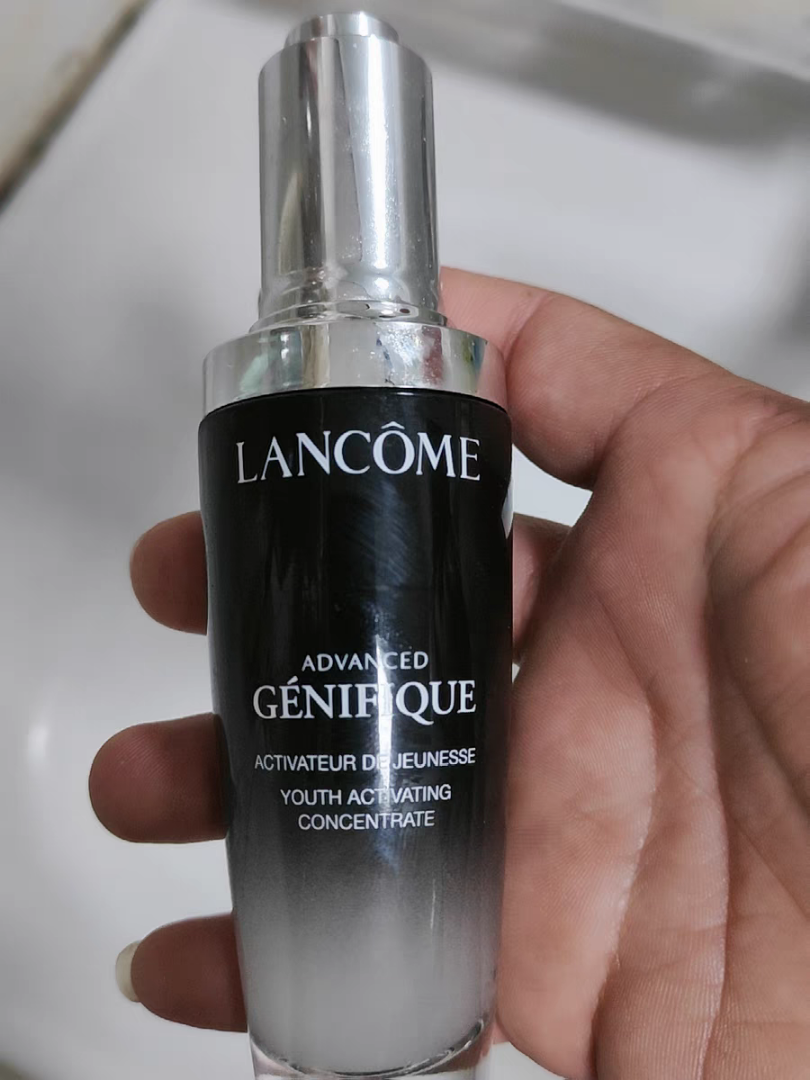 LANCÔME
ADVANCED
GÉNIFIQUE
ACTIVATEUR DE JEUNESSE
YOUTH ACTIVATING
CONCENTRATE